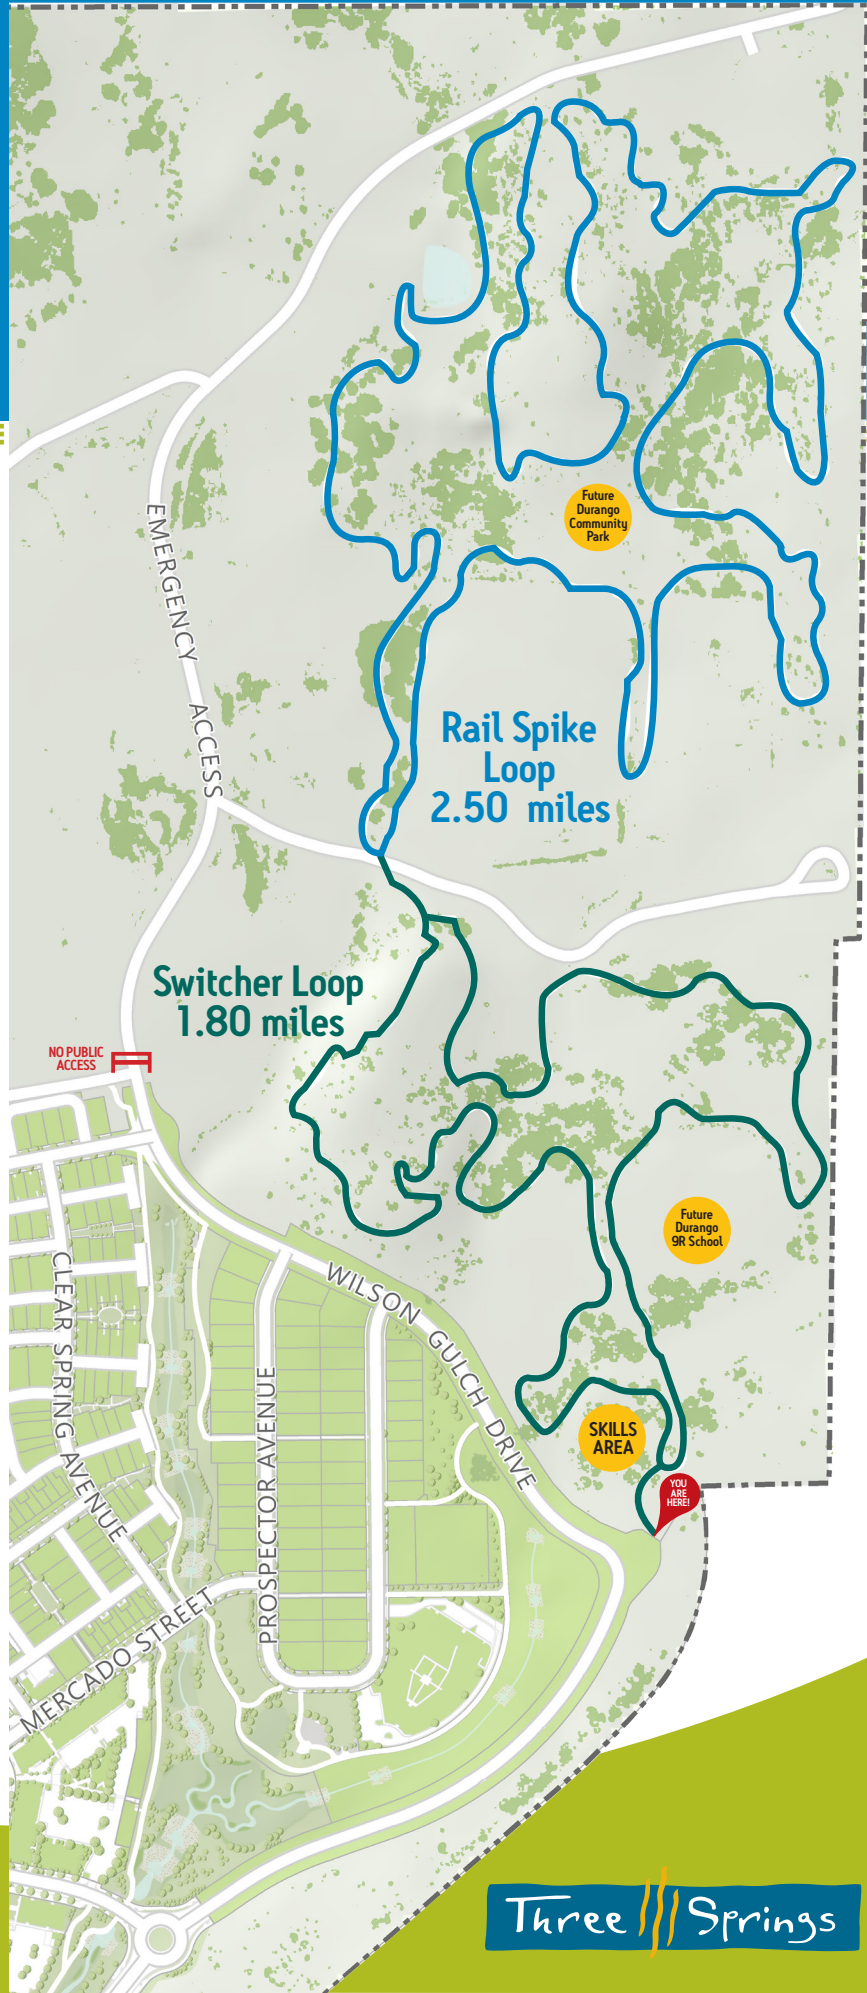 Future
Durango
Community
Park
EMERGENCY ACCESS
Rail Spike
Loop
2.50 miles
Switcher Loop
1.80 miles
NO PUBLIC
ACCESS
Future
Durango
9R School
WILSON GULCH DRIVE
CLEAR SPRING AVENUE
PROSPECTOR AVENUE
SKILLS
AREA
YOU
ARE
HERE!
MERCADO STREET
Three Springs